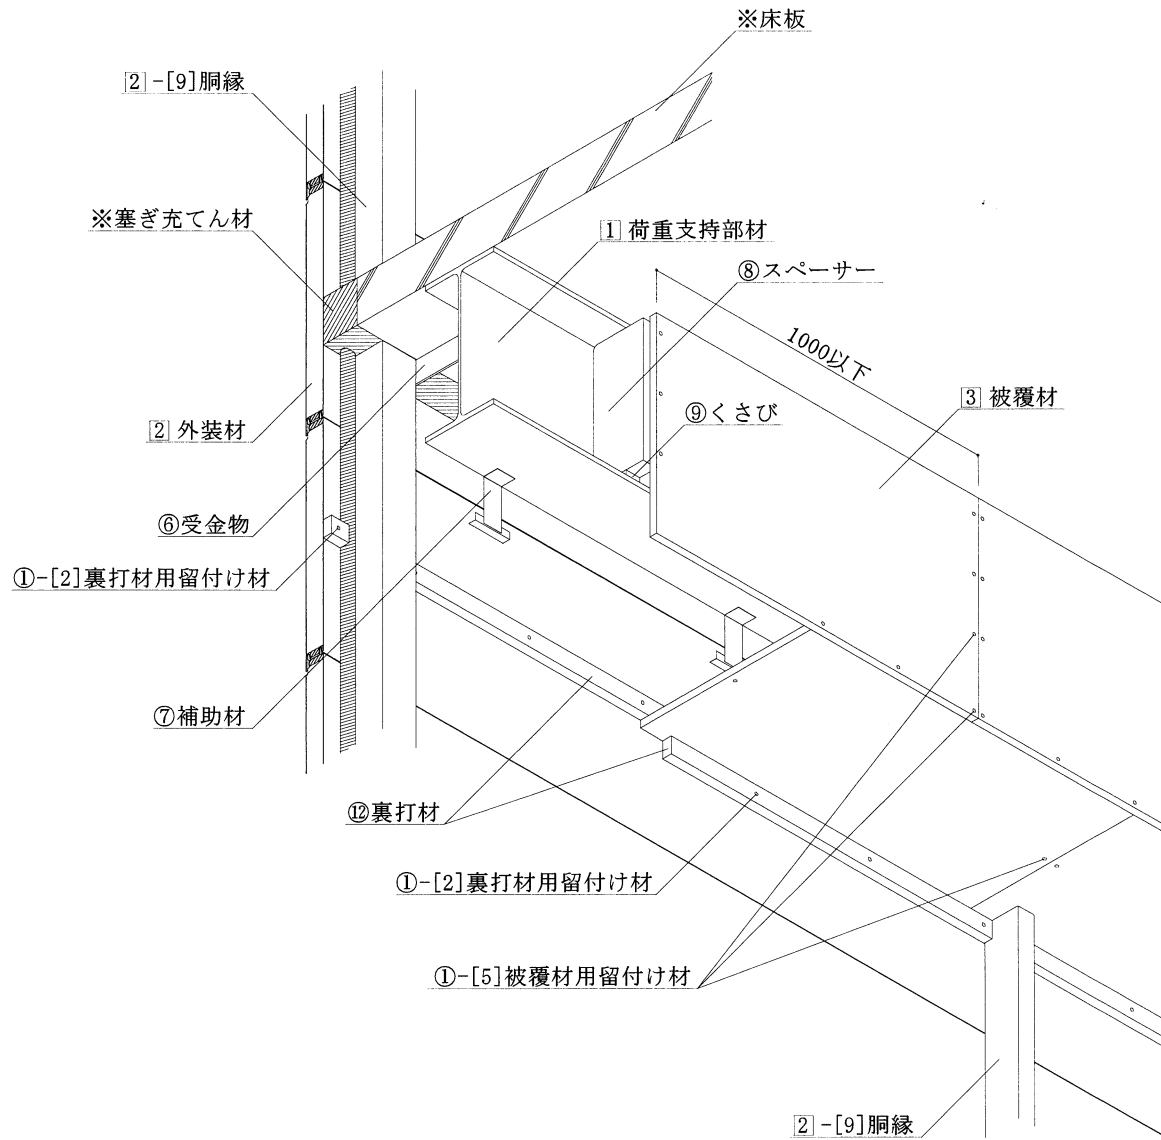 ※床板
2-[9]胴縁
※塞ぎ充てん材
1 荷重支持部材
⑧スペーサー
1000以下
3 被覆材
⑨くさび
2 外装材
⑥受金物
①-[2]裏打材用留付け材
⑦補助材
⑫裏打材
①-[2]裏打材用留付け材
①-[5]被覆材用留付け材
2-[9]胴縁